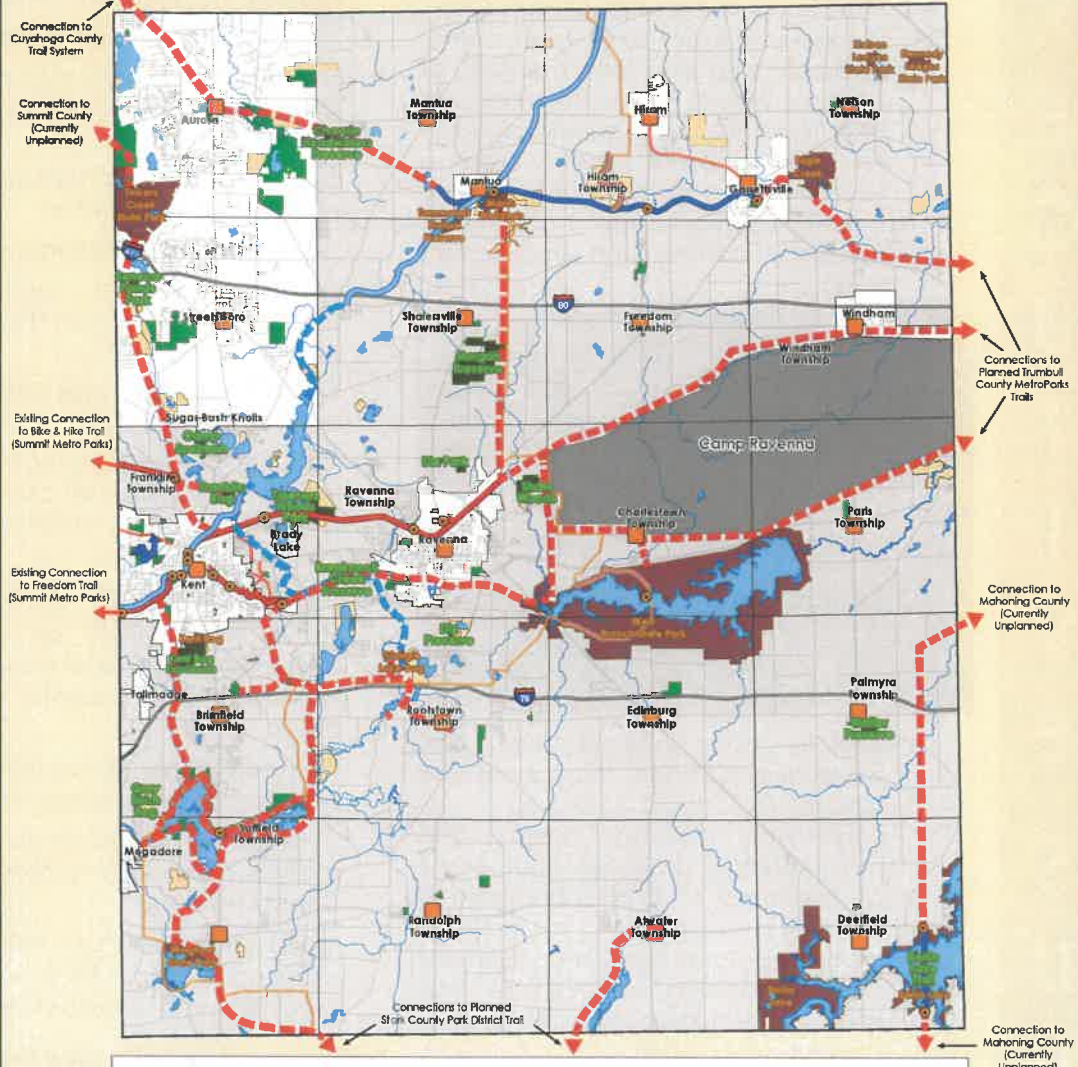 Connection to
Cuyahoga County
Trail System
Connection to
Summit County
(Currently
Unplanned)
Existing Connection
to Bike & Hike Trail
(Summit Metro Parks)
Existing Connection
to Freedom Trail
(Summit Metro Parks)
Aurora
Mantua
Township
Hiram
Nelson
Township
Mantua
Hiram
Township
Garrettsville
Eagle
Creek
Streetsboro
Shalersville
Township
80
Freedom
Township
Windham
Windham
Township
Connections to
Planned Trumbull
County MetroParks
Trails
Sugar Bush Knolls
Camp Ravenna
Franklin
Township
Ravenna
Township
Brady
Lake
Ravenna
Charlestown
Township
Paris
Township
Kent
Connection to
Mahoning County
(Currently
Unplanned)
Tallmadge
Brimfield
Township
76
Rootstown
Township
Edinburg
Township
Palmyra
Township
Mogadore
Suffield
Township
Randolph
Township
Atwater
Township
Deerfield
Township
Connections to Planned
Stark County Park District Trail
Connection to
Mahoning County
(Currently
Unplanned)